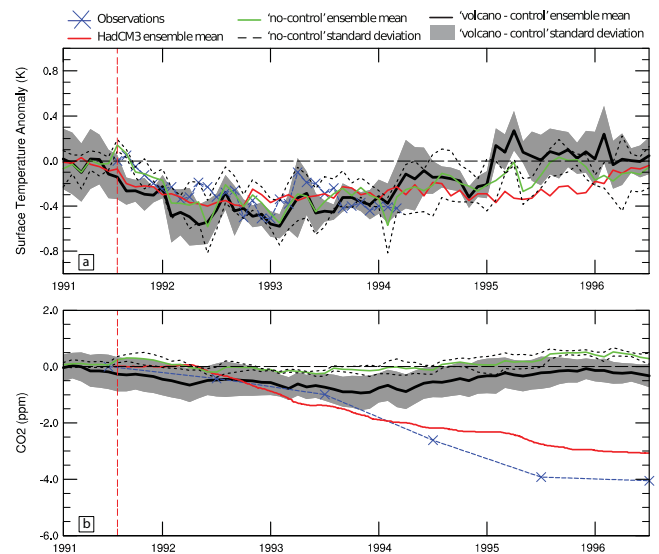 Observations
'no-control' ensemble mean
'volcano - control' ensemble mean
HadCM3 ensemble mean
'no-control' standard deviation
'volcano - control' standard deviation
Surface Temperature Anomaly (K)
0.8
0.4
0.0
-0.4
-0.8
a
1991
1992
1993
1994
1995
1996
CO2 (ppm)
2.0
0.0
-2.0
-4.0
-6.0
b
1991
1992
1993
1994
1995
1996